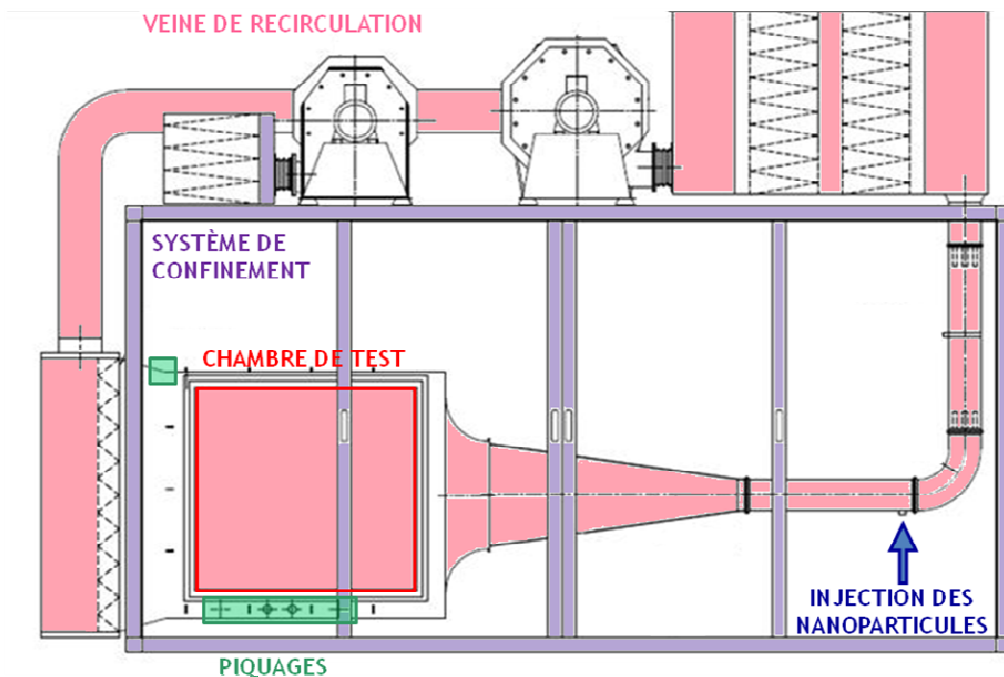 VEINE DE RECIRCULATION
SYSTÈME DE
CONFINEMENT
CHAMBRE DE TEST
INJECTION DES
NANOPARTICULES
PIQUAGES